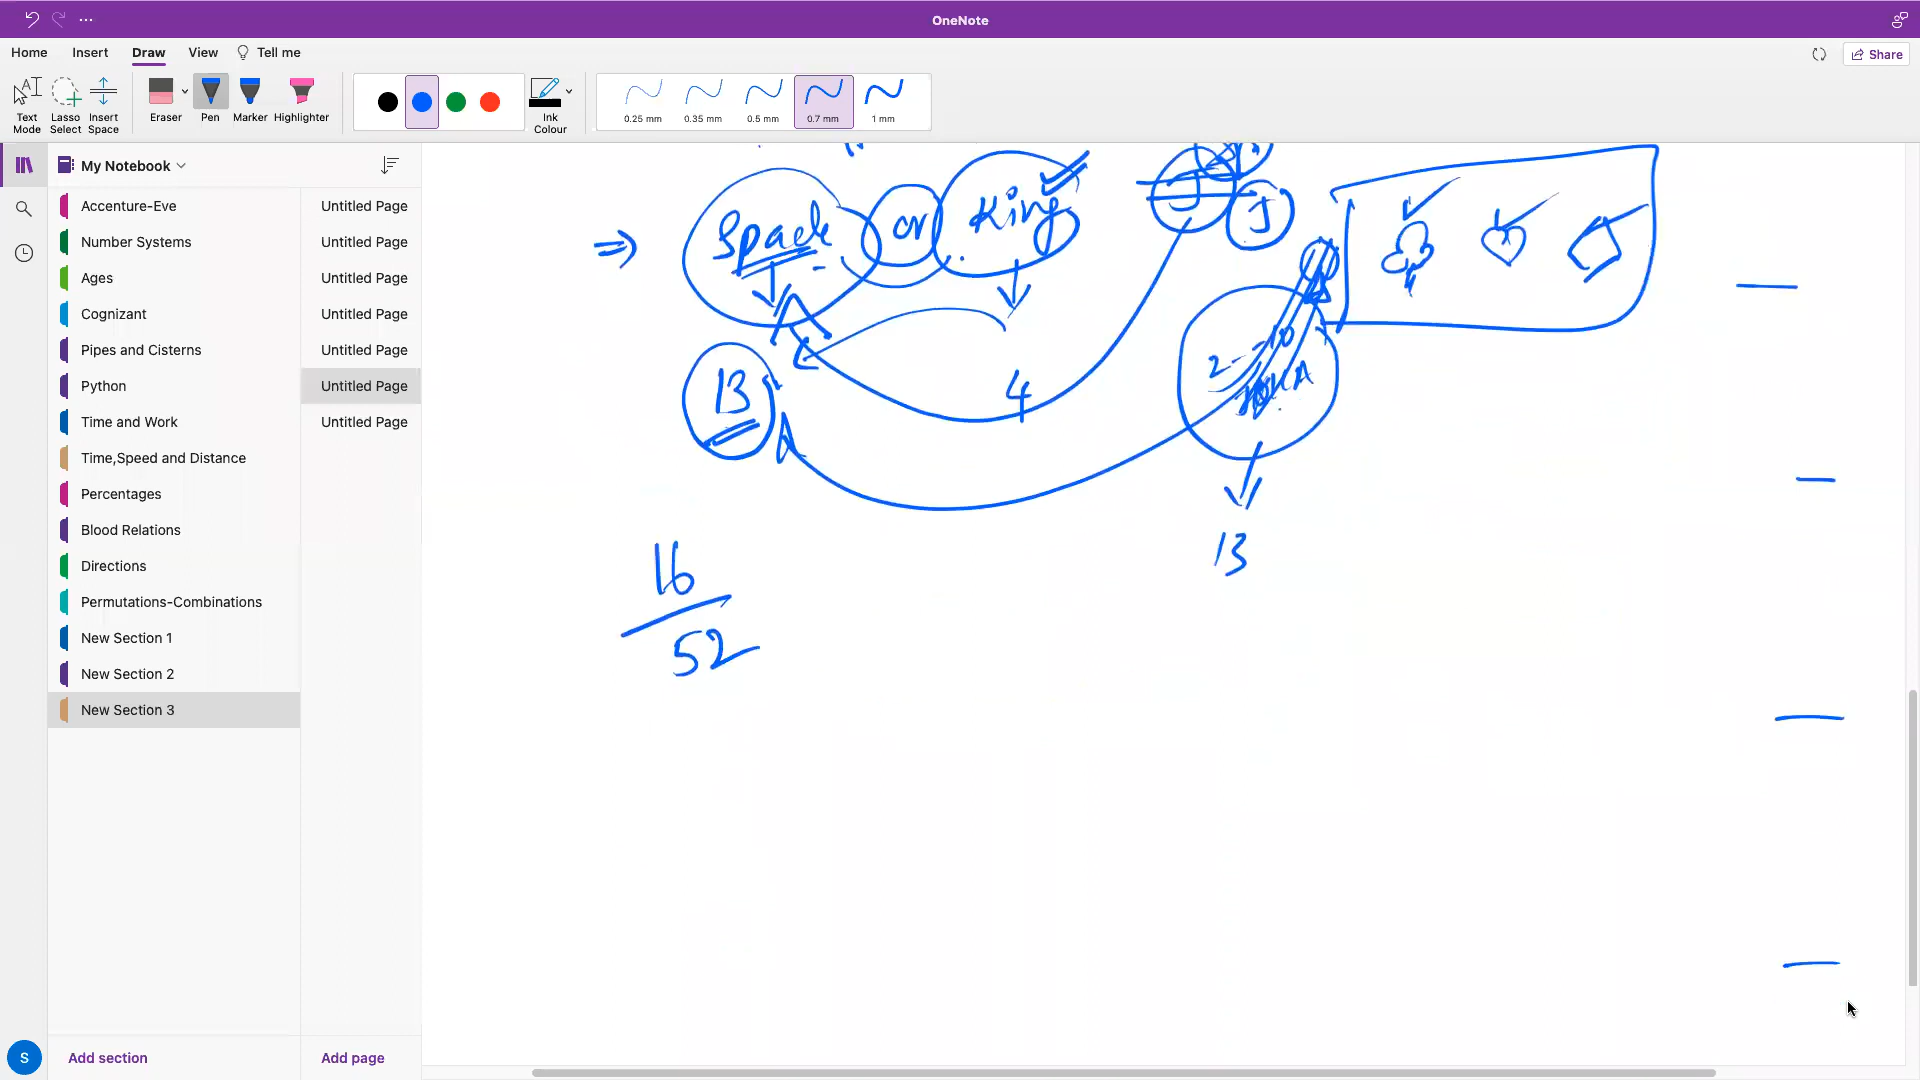 OneNote
Home Insert Draw View Tell me
Share
Text Mode
Lasso Select
Insert Space
Eraser
Pen
Marker
Highlighter
Ink Colour
0.25 mm
0.35 mm
0.5 mm
0.7 mm
1 mm
My Notebook
Accenture-Eve
Number Systems
Ages
Cognizant
Pipes and Cisterns
Python
Time and Work
Time,Speed and Distance
Percentages
Blood Relations
Directions
Permutations-Combinations
New Section 1
New Section 2
New Section 3
Untitled Page
Untitled Page
Untitled Page
Untitled Page
Untitled Page
Untitled Page
Untitled Page
S
Add section
Add page
⇒ Spade or King
J
J
13
4
2--10
13
16
52